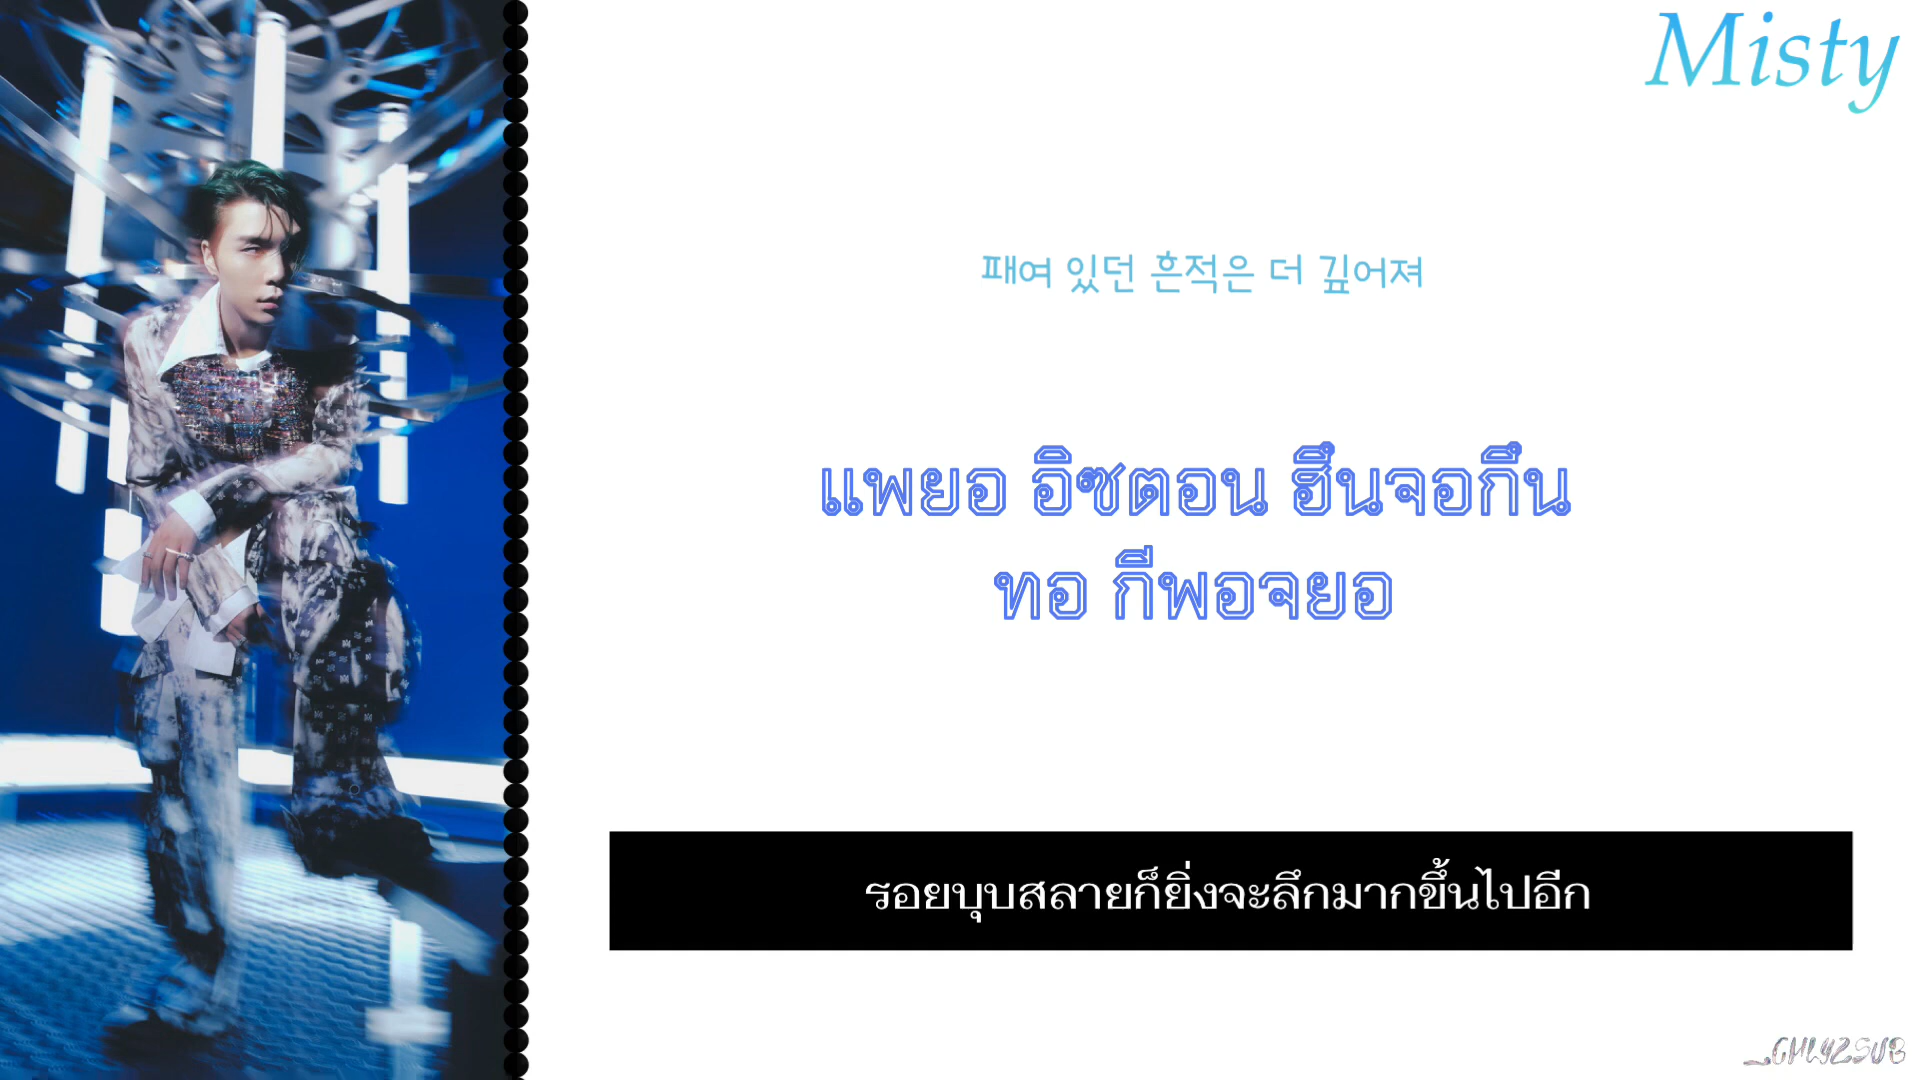 Misty
패여 있던 흔적은 더 깊어져
แพยอ อิซตอน ฮึนจอกึน
ทอ กีพอจยอ
รอยบุบสลายก็ยิ่งจะลึกมากขึ้นไปอีก
_CHLYZSUB